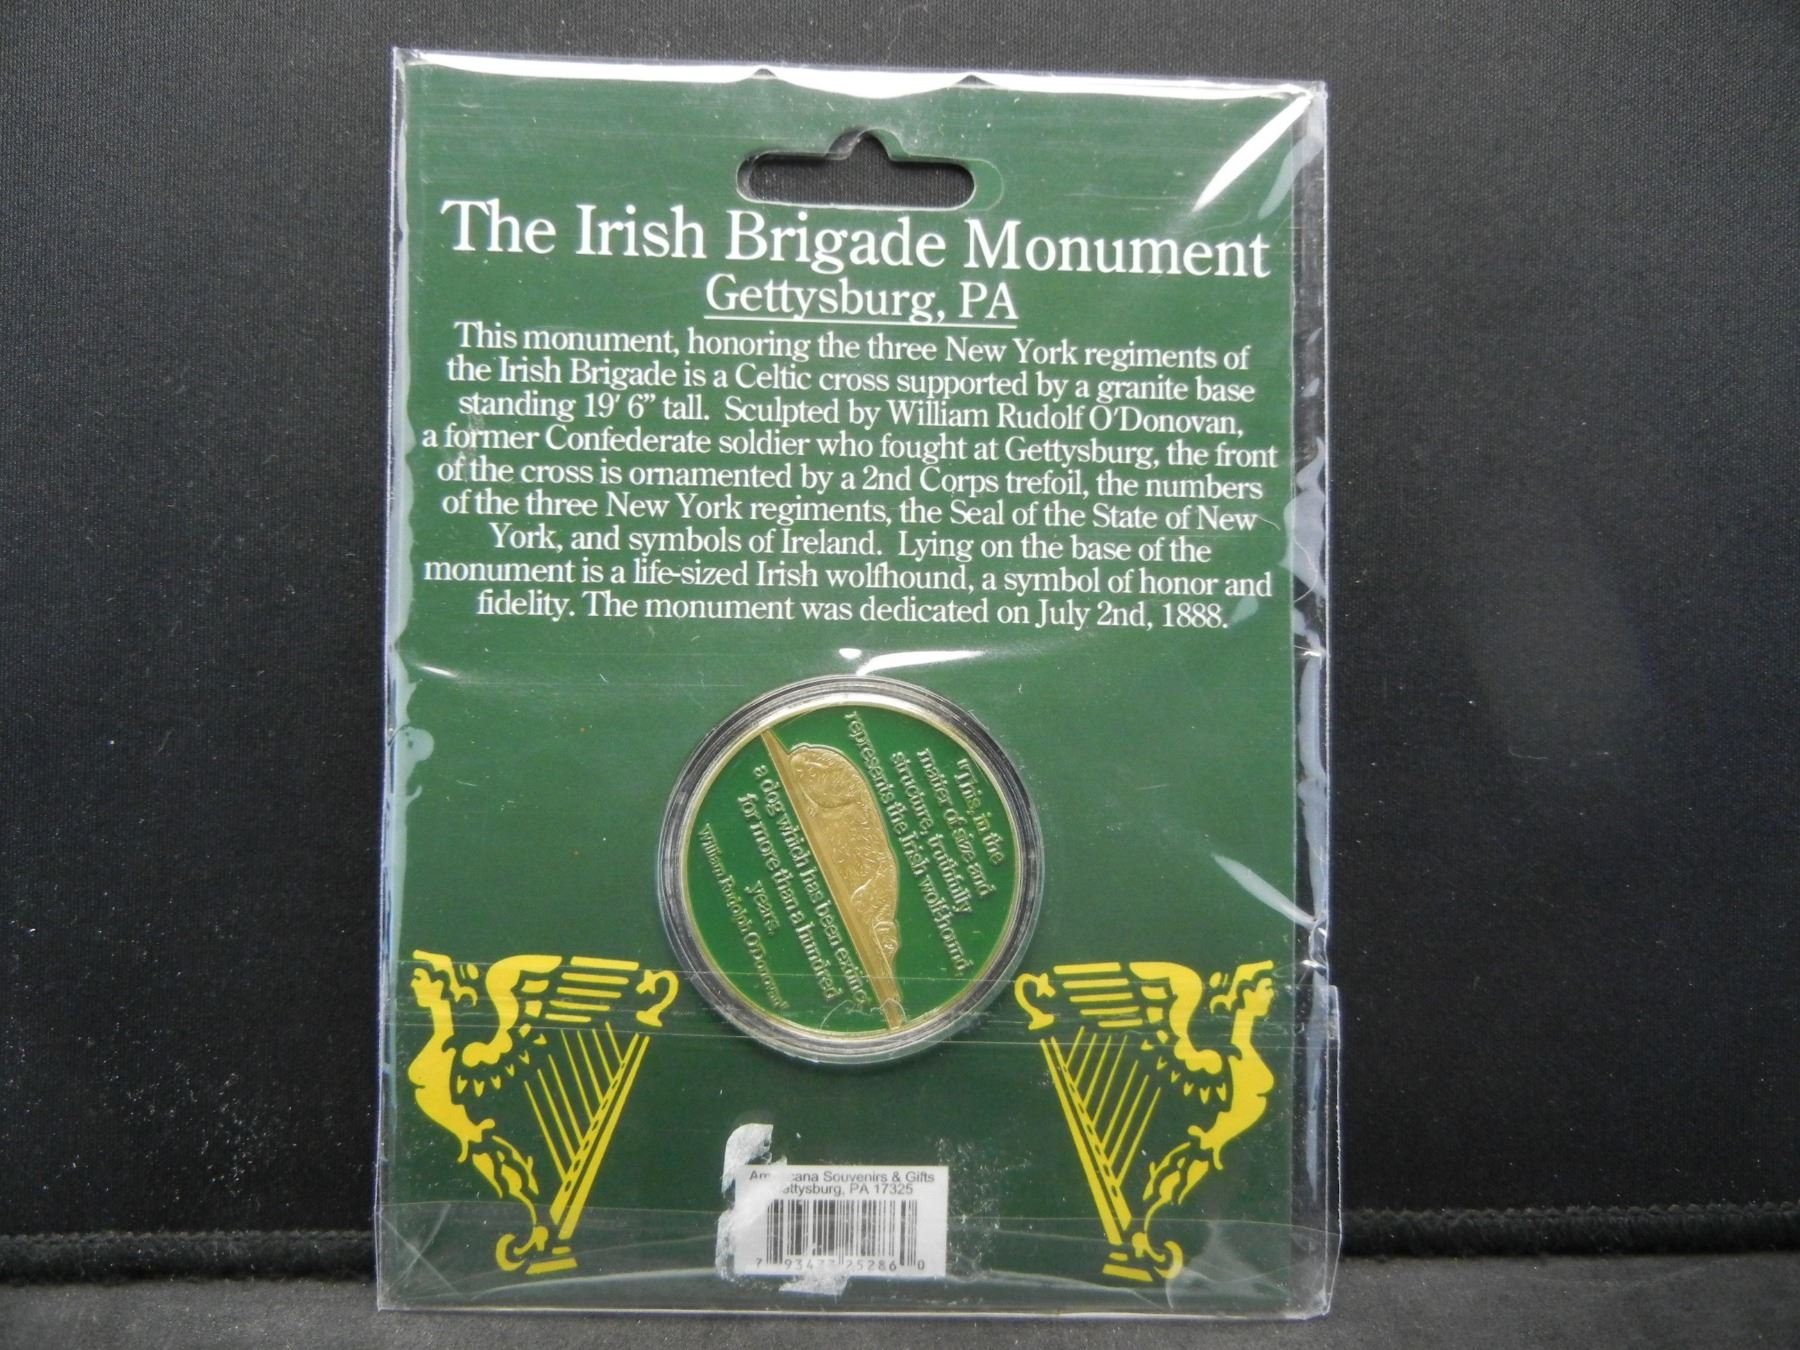 The Irish Brigade Monument
Gettysburg, PA
This monument, honoring the three New York regiments of
the Irish Brigade is a Celtic cross supported by a granite base
standing 19' 6” tall.  Sculpted by William Rudolf O'Donovan,
a former Confederate soldier who fought at Gettysburg, the front
of the cross is ornamented by a 2nd Corps trefoil, the numbers
of the three New York regiments, the Seal of the State of New
York, and symbols of Ireland.  Lying on the base of the
monument is a life-sized Irish wolfhound, a symbol of honor and
fidelity. The monument was dedicated on July 2nd, 1888.
"This, in the
matter of size and
structure, truthfully
represents the Irish wolf-hound,
a dog which has been extinct
for more than a hundred
years.
William Rudolph O'Donovan"
Souvenirs & Gifts
PA 17325
7 25286 0